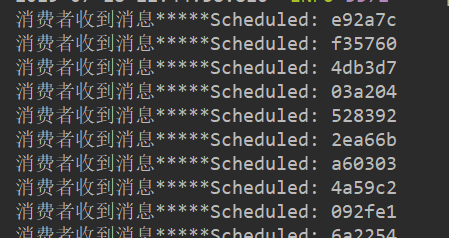 消费者收到消息*****Scheduled: e92a7c
消费者收到消息*****Scheduled: f35760
消费者收到消息*****Scheduled: 4db3d7
消费者收到消息*****Scheduled: 03a204
消费者收到消息*****Scheduled: 528392
消费者收到消息*****Scheduled: 2ea66b
消费者收到消息*****Scheduled: a60303
消费者收到消息*****Scheduled: 4a59c2
消费者收到消息*****Scheduled: 092fe1
消费者收到消息*****Scheduled: 6a2254